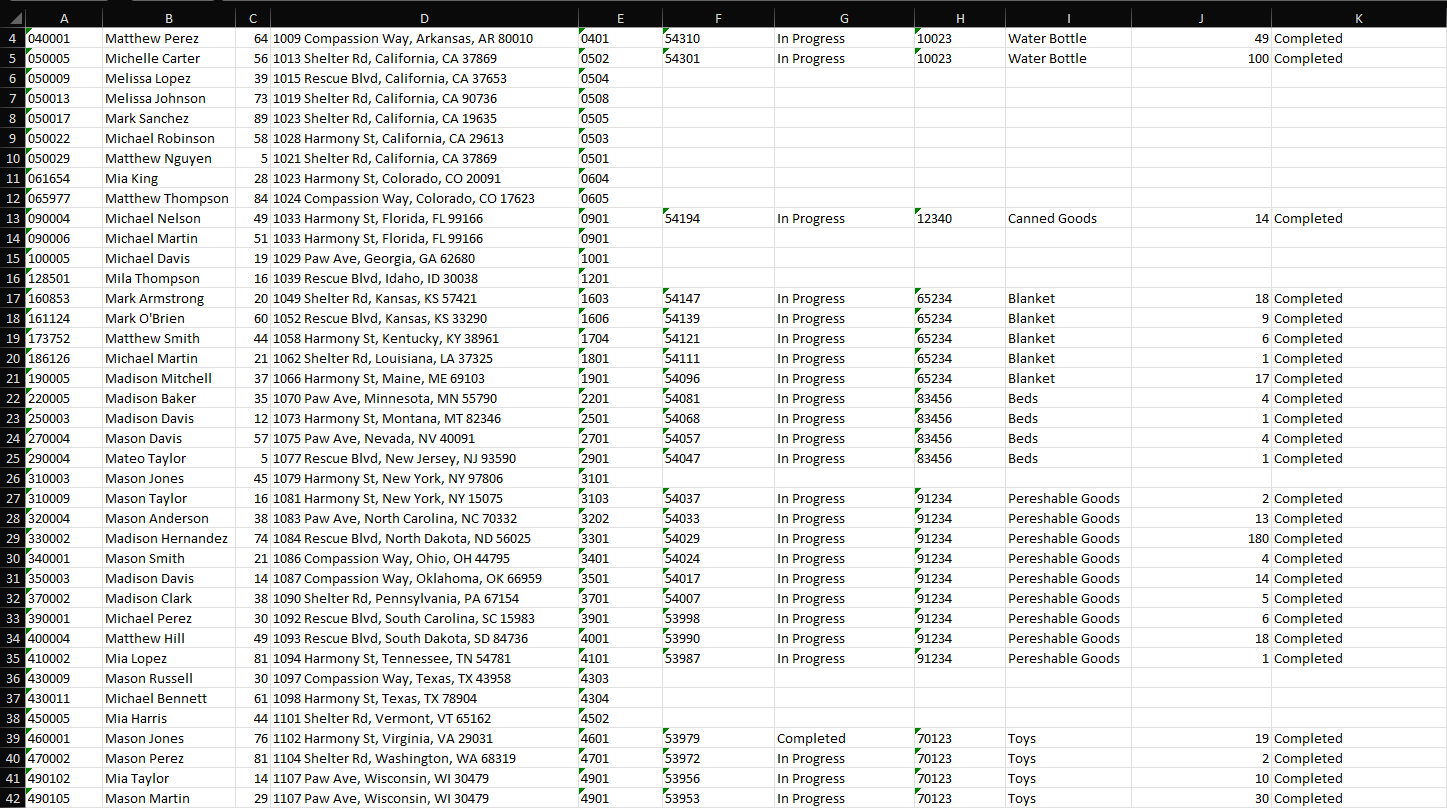 A B C D E F G H I J K
4 040001 Matthew Perez 64 1009 Compassion Way, Arkansas, AR 80010 0401 54310 In Progress 10023 Water Bottle 49 Completed
5 050005 Michelle Carter 56 1013 Shelter Rd, California, CA 37869 0502 54301 In Progress 10023 Water Bottle 100 Completed
6 050009 Melissa Lopez 39 1015 Rescue Blvd, California, CA 37653 0504
7 050013 Melissa Johnson 73 1019 Shelter Rd, California, CA 90736 0508
8 050017 Mark Sanchez 89 1023 Shelter Rd, California, CA 19635 0505
9 050022 Michael Robinson 58 1028 Harmony St, California, CA 29613 0503
10 050029 Matthew Nguyen 5 1021 Shelter Rd, California, CA 37869 0501
11 061654 Mia King 28 1023 Harmony St, Colorado, CO 20091 0604
12 065977 Matthew Thompson 84 1024 Compassion Way, Colorado, CO 17623 0605
13 090004 Michael Nelson 49 1033 Harmony St, Florida, FL 99166 0901 54194 In Progress 12340 Canned Goods 14 Completed
14 090006 Michael Martin 51 1033 Harmony St, Florida, FL 99166 0901
15 100005 Michael Davis 19 1029 Paw Ave, Georgia, GA 62680 1001
16 128501 Mila Thompson 16 1039 Rescue Blvd, Idaho, ID 30038 1201
17 160853 Mark Armstrong 20 1049 Shelter Rd, Kansas, KS 57421 1603 54147 In Progress 65234 Blanket 18 Completed
18 161124 Mark O'Brien 60 1052 Rescue Blvd, Kansas, KS 33290 1606 54139 In Progress 65234 Blanket 9 Completed
19 173752 Matthew Smith 44 1058 Harmony St, Kentucky, KY 38961 1704 54121 In Progress 65234 Blanket 6 Completed
20 186126 Michael Martin 21 1062 Shelter Rd, Louisiana, LA 37325 1801 54111 In Progress 65234 Blanket 1 Completed
21 190005 Madison Mitchell 37 1066 Harmony St, Maine, ME 69103 1901 54096 In Progress 65234 Blanket 17 Completed
22 220005 Madison Baker 35 1070 Paw Ave, Minnesota, MN 55790 2201 54081 In Progress 83456 Beds 4 Completed
23 250003 Madison Davis 12 1073 Harmony St, Montana, MT 82346 2501 54068 In Progress 83456 Beds 1 Completed
24 270004 Mason Davis 57 1075 Paw Ave, Nevada, NV 40091 2701 54057 In Progress 83456 Beds 4 Completed
25 290004 Mateo Taylor 5 1077 Rescue Blvd, New Jersey, NJ 93590 2901 54047 In Progress 83456 Beds 1 Completed
26 310003 Mason Jones 45 1079 Harmony St, New York, NY 97806 3101
27 310009 Mason Taylor 16 1081 Harmony St, New York, NY 15075 3103 54037 In Progress 91234 Pereshable Goods 2 Completed
28 320004 Mason Anderson 38 1083 Paw Ave, North Carolina, NC 70332 3202 54033 In Progress 91234 Pereshable Goods 13 Completed
29 330002 Madison Hernandez 74 1084 Rescue Blvd, North Dakota, ND 56025 3301 54029 In Progress 91234 Pereshable Goods 180 Completed
30 340001 Mason Smith 21 1086 Compassion Way, Ohio, OH 44795 3401 54024 In Progress 91234 Pereshable Goods 4 Completed
31 350003 Madison Davis 14 1087 Compassion Way, Oklahoma, OK 66959 3501 54017 In Progress 91234 Pereshable Goods 14 Completed
32 370002 Madison Clark 38 1090 Shelter Rd, Pennsylvania, PA 67154 3701 54007 In Progress 91234 Pereshable Goods 5 Completed
33 390001 Michael Perez 30 1092 Rescue Blvd, South Carolina, SC 15983 3901 53998 In Progress 91234 Pereshable Goods 6 Completed
34 400004 Matthew Hill 49 1093 Rescue Blvd, South Dakota, SD 84736 4001 53990 In Progress 91234 Pereshable Goods 18 Completed
35 410002 Mia Lopez 81 1094 Harmony St, Tennessee, TN 54781 4101 53987 In Progress 91234 Pereshable Goods 1 Completed
36 430009 Mason Russell 30 1097 Compassion Way, Texas, TX 43958 4303
37 430011 Michael Bennett 61 1098 Harmony St, Texas, TX 78904 4304
38 450005 Mia Harris 44 1101 Shelter Rd, Vermont, VT 65162 4502
39 460001 Mason Jones 76 1102 Harmony St, Virginia, VA 29031 4601 53979 Completed 70123 Toys 19 Completed
40 470002 Mason Perez 81 1104 Shelter Rd, Washington, WA 68319 4701 53972 In Progress 70123 Toys 2 Completed
41 490102 Mia Taylor 14 1107 Paw Ave, Wisconsin, WI 30479 4901 53956 In Progress 70123 Toys 10 Completed
42 490105 Mason Martin 29 1107 Paw Ave, Wisconsin, WI 30479 4901 53953 In Progress 70123 Toys 30 Completed